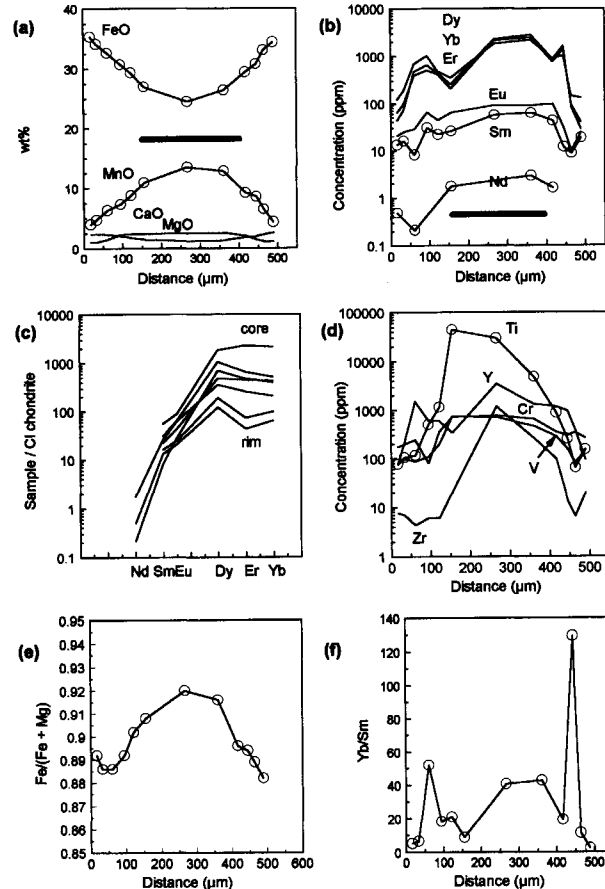 (a)
FeO
MnO
CaO
MgO
wt%
40
35
25
15
10
5
0
0 100 200 300 400 500
Distance (µm)
(b)
Dy
Yb
Er
Eu
Sm
Nd
Concentration (ppm)
10000
1000
100
10
1
0.1
0 100 200 300 400 500
Distance (µm)
(c)
core
rim
Sample / CI chondrite
10000
1000
100
10
1
0.1
Nd SmEu Dy Er Yb
(d)
Ti
Y
Cr
V
Zr
Concentration (ppm)
100000
10000
1000
100
10
1
0 100 200 300 400 500
Distance (µm)
(e)
Fe/(Fe + Mg)
0.95
0.94
0.93
0.92
0.91
0.9
0.89
0.88
0.87
0.86
0.85
0 100 200 300 400 500 600
Distance (µm)
(f)
Yb/Sm
140
120
100
80
60
40
20
0
0 100 200 300 400 500
Distance (µm)